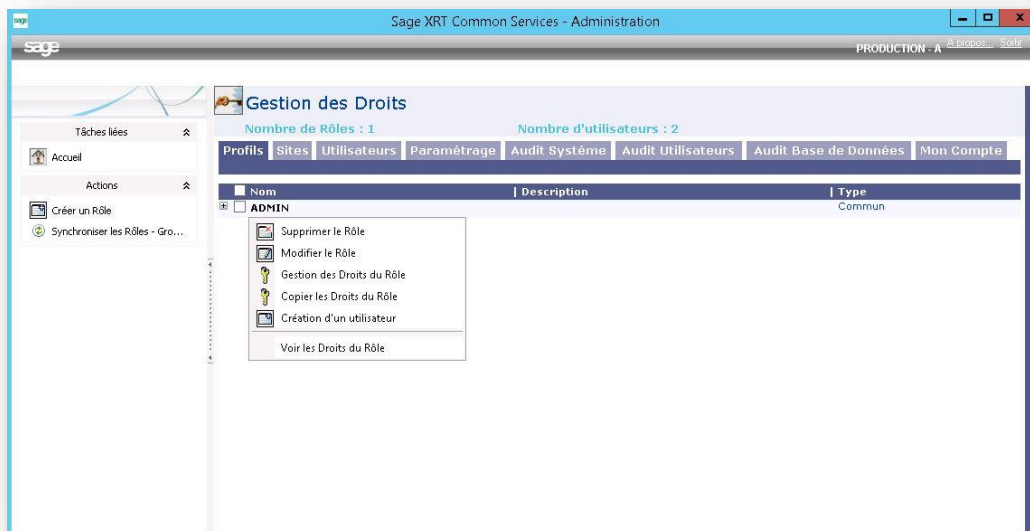 sage
Sage XRT Common Services - Administration
sage
PRODUCTION - A
A propos... Sortir
Gestion des Droits
Tâches liées
Nombre de Rôles : 1
Nombre d'utilisateurs : 2
Accueil
Profils Sites Utilisateurs Paramétrage Audit Système Audit Utilisateurs Audit Base de Données Mon Compte
Actions
Nom | Description | Type
Créer un Rôle
ADMIN Commun
Synchroniser les Rôles - Gro...
Supprimer le Rôle
Modifier le Rôle
Gestion des Droits du Rôle
Copier les Droits du Rôle
Création d'un utilisateur
Voir les Droits du Rôle